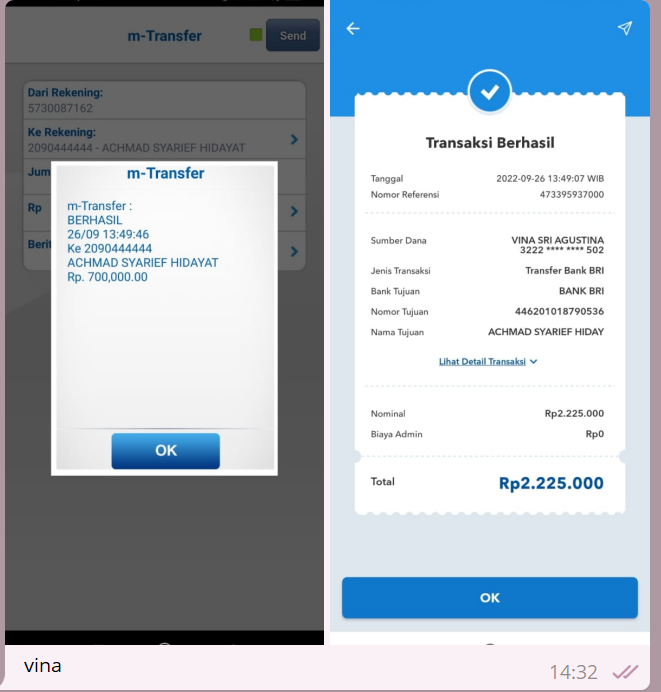 m-Transfer
Send
Dari Rekening:
5730087162
Ke Rekening:
2090444444 - ACHMAD SYARIEF HIDAYAT
Jum
Rp
Berit
m-Transfer
m-Transfer :
BERHASIL
26/09 13:49:46
Ke 2090444444
ACHMAD SYARIEF HIDAYAT
Rp. 700,000.00
OK
Transaksi Berhasil
Tanggal 2022-09-26 13:49:07 WIB
Nomor Referensi 473395937000
Sumber Dana VINA SRI AGUSTINA
3222 **** **** 502
Jenis Transaksi Transfer Bank BRI
Bank Tujuan BANK BRI
Nomor Tujuan 446201018790536
Nama Tujuan ACHMAD SYARIEF HIDAY
Lihat Detail Transaksi
Nominal Rp2.225.000
Biaya Admin Rp0
Total Rp2.225.000
OK
vina
14:32